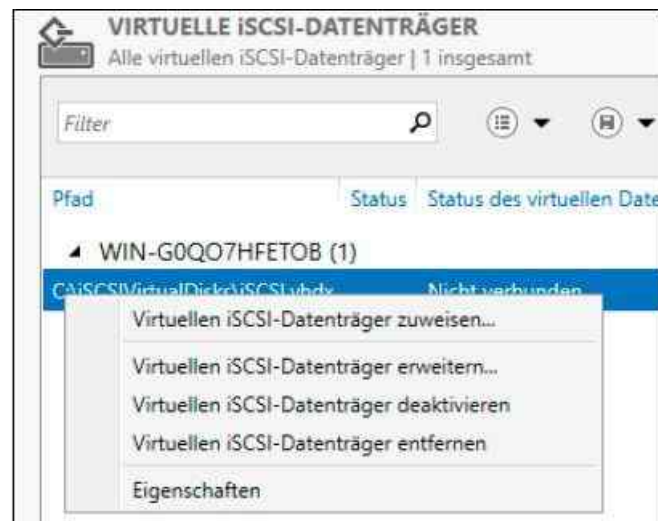 VIRTUELLE iSCSI-DATENTRÄGER
Alle virtuellen iSCSI-Datenträger | 1 insgesamt
Filter
Pfad Status Status des virtuellen Date
WIN-G0QO7HFETOB (1)
C:\iSCSIVirtualDisks\iSCSI.vhdx Nicht verbunden
Virtuellen iSCSI-Datenträger zuweisen...
Virtuellen iSCSI-Datenträger erweitern...
Virtuellen iSCSI-Datenträger deaktivieren
Virtuellen iSCSI-Datenträger entfernen
Eigenschaften